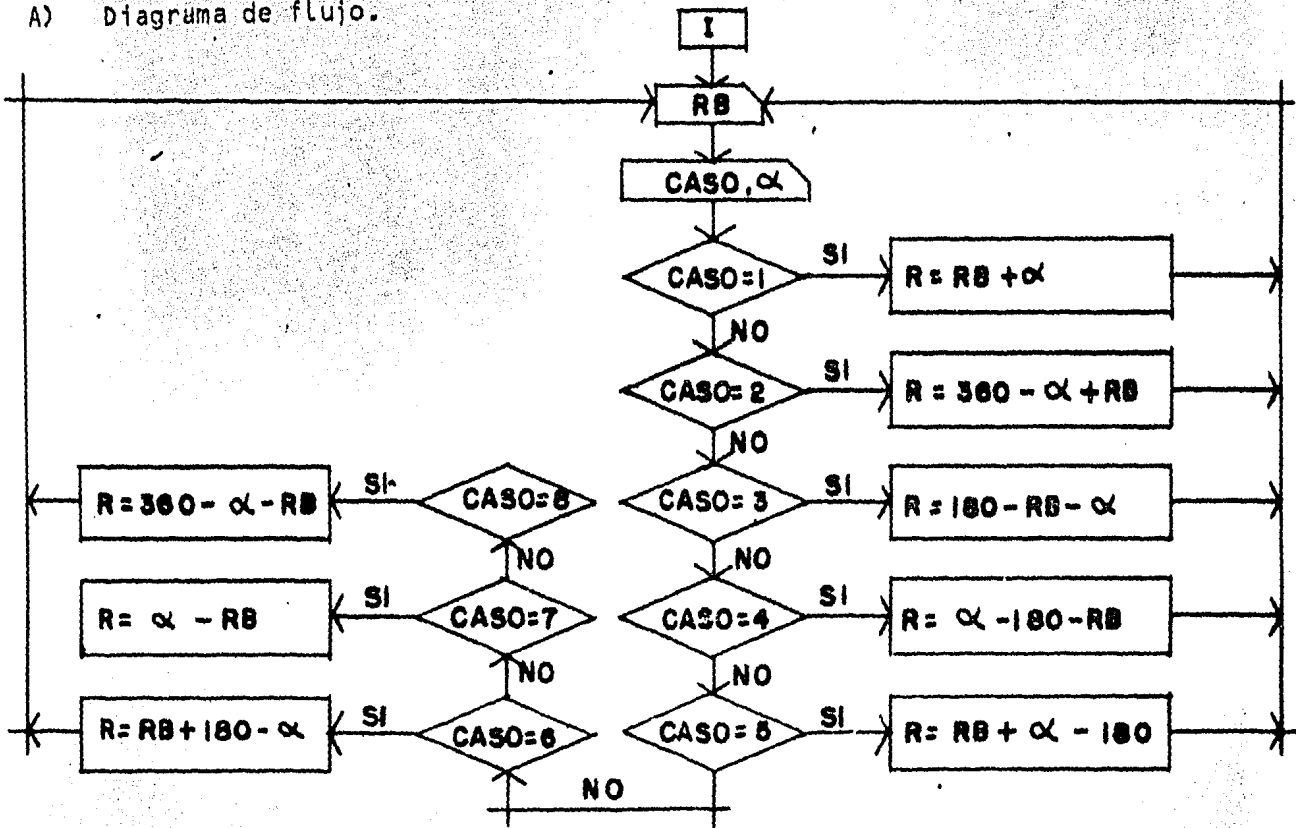 A) Diagrama de flujo.
I
RB
CASO, α
CASO=1
SI
R= RB + α
NO
CASO=2
SI
R= 360 - α + RB
NO
CASO=3
SI
R= 180 - RB - α
NO
CASO=4
SI
R= α - 180 - RB
NO
CASO=5
SI
R= RB + α - 180
NO
CASO=6
SI
R= RB + 180 - α
NO
CASO=7
SI
R= α - RB
NO
CASO=8
SI
R= 360 - α - RB